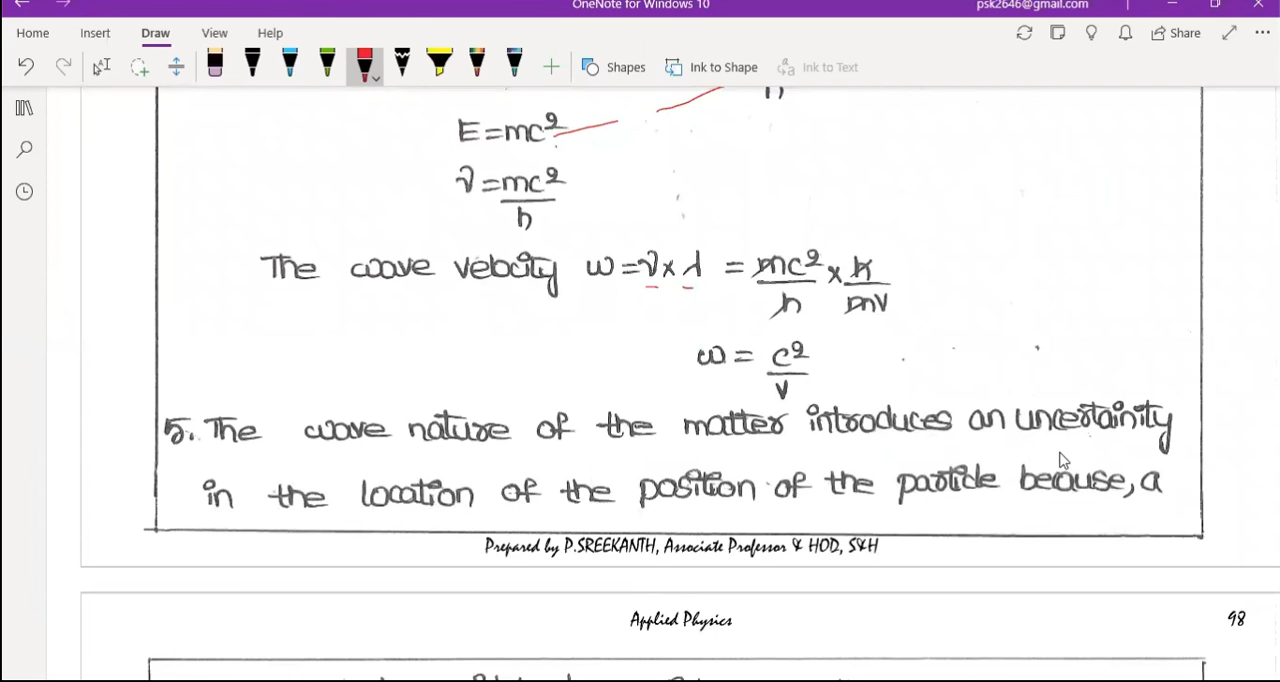 OneNote for Windows 10
psk2646@gmail.com
Home Insert Draw View Help
Share
Shapes
Ink to Shape
Ink to Text
E=mc²
ν=mc²/h
The wave velocity ω=ν×λ = mc²/h × h/mv
ω = c²/v
5. The wave nature of the matter introduces an uncertainity
in the location of the position of the particle because, a
Prepared by P.SREEKANTH, Associate Professor & HOD, S&H
Applied Physics
98